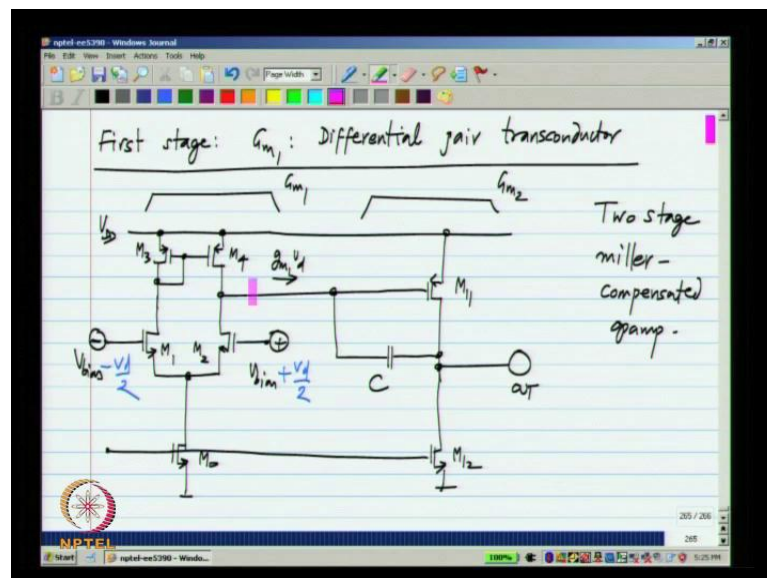 nptel-ee5390 - Windows Journal
File Edit View Insert Actions Tools Help
Page Width
B I
First stage: Gm1: Differential pair transconductor
Gm1
Gm2
VDD
M3
M4
gm1 vd
M11
Two stage
miller-
compensated
opamp.
Vbias - vd/2
M1
M2
Vbias + vd/2
C
OUT
M0
M12
265 / 266
265
NPTEL
Start
nptel-ee5390 - Windo...
100%
5:25 PM